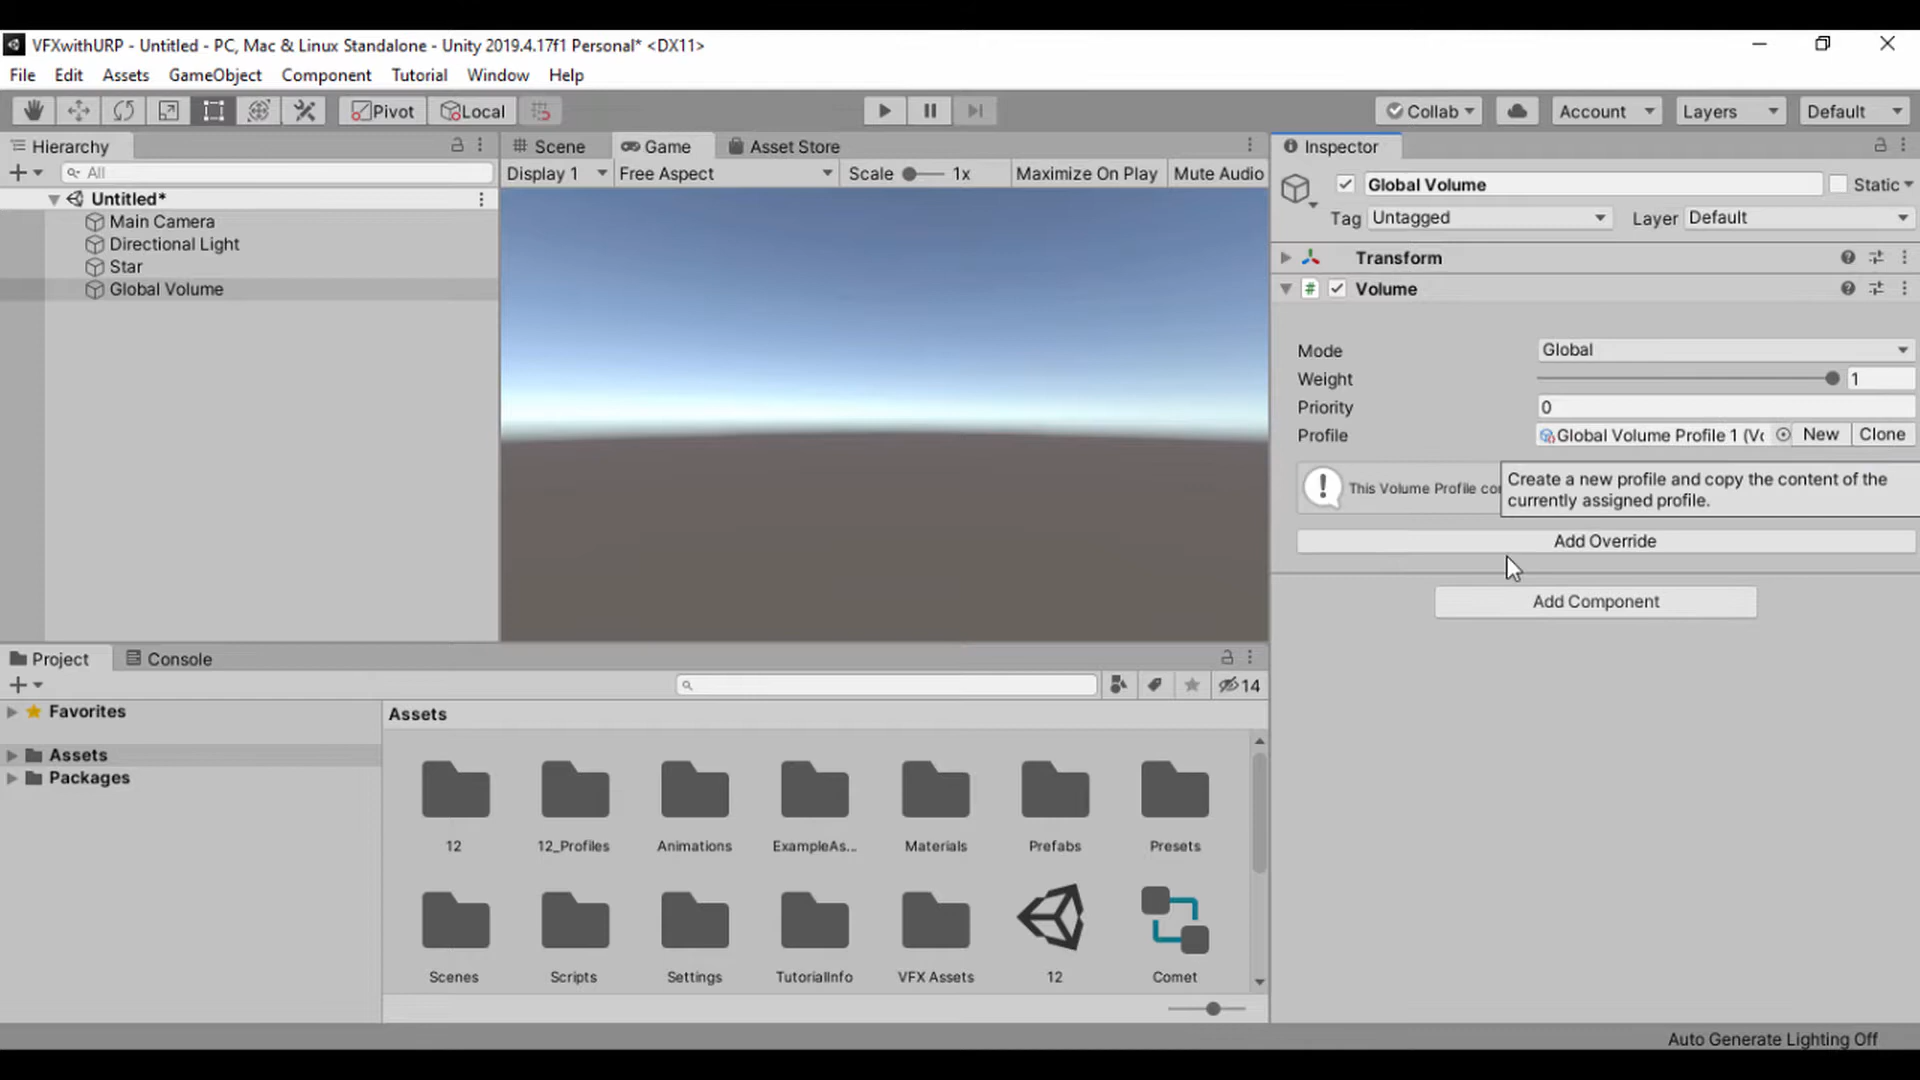 VFXwithURP - Untitled - PC, Mac & Linux Standalone - Unity 2019.4.17f1 Personal* <DX11>
File Edit Assets GameObject Component Tutorial Window Help
Pivot Local Collab Account Layers Default
Hierarchy
All
Untitled*
Main Camera
Directional Light
Star
Global Volume
Scene Game Asset Store
Display 1 Free Aspect Scale 1x Maximize On Play Mute Audio
Inspector
Global Volume Static
Tag Untagged Layer Default
Transform
Volume
Mode Global
Weight 1
Priority 0
Profile Global Volume Profile 1 (Vo New Clone
This Volume Profile co
Create a new profile and copy the content of the
currently assigned profile.
Add Override
Add Component
Project Console
14
Favorites
Assets
Packages
Assets
12 12_Profiles Animations ExampleAs... Materials Prefabs Presets
Scenes Scripts Settings TutorialInfo VFX Assets 12 Comet
Auto Generate Lighting Off